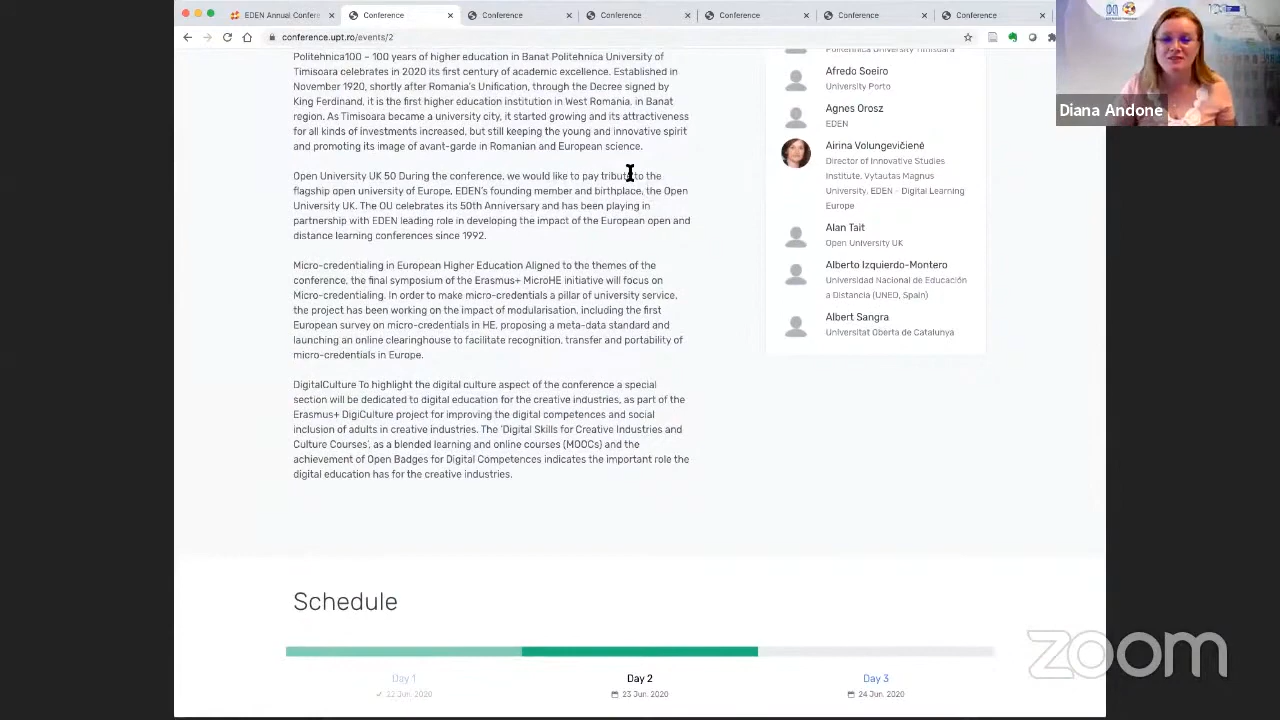 EDEN Annual Conferen
Conference
Conference
Conference
Conference
Conference
Conference
conference.upt.ro/events/2
Politehnica100 – 100 years of higher education in Banat Politehnica University of
Timisoara celebrates in 2020 its first century of academic excellence. Established in
November 1920, shortly after Romania's Unification, through the Decree signed by
King Ferdinand, it is the first higher education institution in West Romania, in Banat
region. As Timisoara became a university city, it started growing and its attractiveness
for all kinds of investments increased, but still keeping the young and innovative spirit
and promoting its image of avant-garde in Romanian and European science.
Open University UK 50 During the conference, we would like to pay tribute to the
flagship open university of Europe, EDEN's founding member and birthplace, the Open
University UK. The OU celebrates its 50th Anniversary and has been playing in
partnership with EDEN leading role in developing the impact of the European open and
distance learning conferences since 1992.
Micro-credentialing in European Higher Education Aligned to the themes of the
conference, the final symposium of the Erasmus+ MicroHE initiative will focus on
Micro-credentialing. In order to make micro-credentials a pillar of university service,
the project has been working on the impact of modularisation, including the first
European survey on micro-credentials in HE, proposing a meta-data standard and
launching an online clearinghouse to facilitate recognition, transfer and portability of
micro-credentials in Europe.
DigitalCulture To highlight the digital culture aspect of the conference a special
section will be dedicated to digital education for the creative industries, as part of the
Erasmus+ DigiCulture project for improving the digital competences and social
inclusion of adults in creative industries. The 'Digital Skills for Creative Industries and
Culture Courses', as a blended learning and online courses (MOOCs) and the
achievement of Open Badges for Digital Competences indicates the important role the
digital education has for the creative industries.
Politehnica University Timisoara
Afredo Soeiro
University Porto
Agnes Orosz
EDEN
Airina Volungevičienė
Director of Innovative Studies
Institute, Vytautas Magnus
University, EDEN - Digital Learning
Europe
Alan Tait
Open University UK
Alberto Izquierdo-Montero
Universidad Nacional de Educación
a Distancia (UNED, Spain)
Albert Sangra
Universitat Oberta de Catalunya
Schedule
Day 1
22 Jun. 2020
Day 2
23 Jun. 2020
Day 3
24 Jun. 2020
Diana Andone
zoom